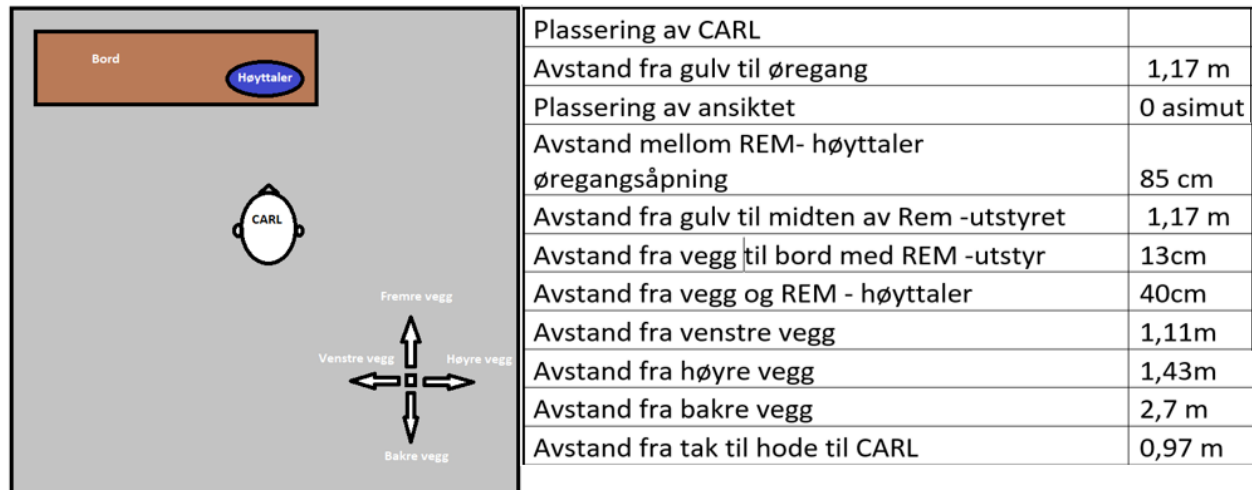 Bord
Høyttaler
CARL
Fremre vegg
Venstre vegg
Høyre vegg
Bakre vegg
Plassering av CARL
Avstand fra gulv til øregang 1,17 m
Plassering av ansiktet 0 asimut
Avstand mellom REM- høyttaler
øregangsåpning 85 cm
Avstand fra gulv til midten av Rem -utstyret 1,17 m
Avstand fra vegg til bord med REM -utstyr 13cm
Avstand fra vegg og REM - høyttaler 40cm
Avstand fra venstre vegg 1,11m
Avstand fra høyre vegg 1,43m
Avstand fra bakre vegg 2,7 m
Avstand fra tak til hode til CARL 0,97 m